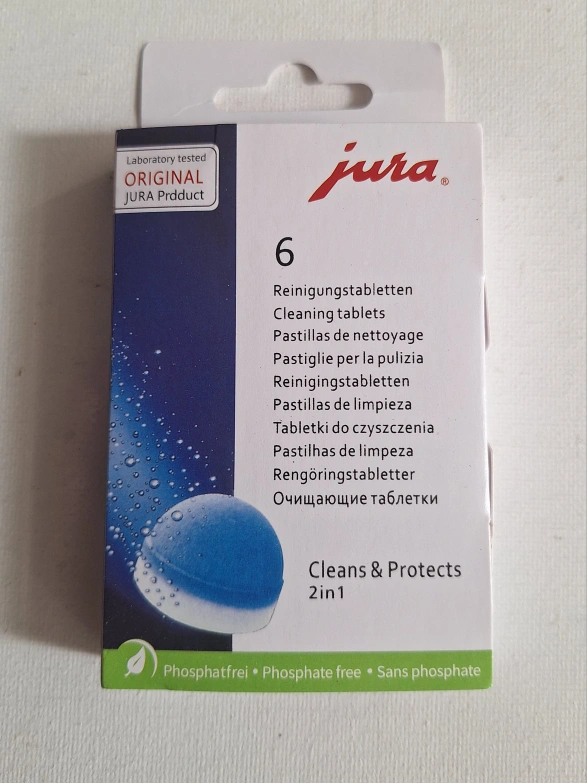 Laboratory tested
ORIGINAL
JURA Prdduct
jura®
6
Reinigungstabletten
Cleaning tablets
Pastillas de nettoyage
Pastiglie per la pulizia
Reinigingstabletten
Pastillas de limpieza
Tabletki do czyszczenia
Pastilhas de limpeza
Rengöringstabletter
Очищающие таблетки
Cleans & Protects
2in1
Phosphatfrei • Phosphate free • Sans phosphate